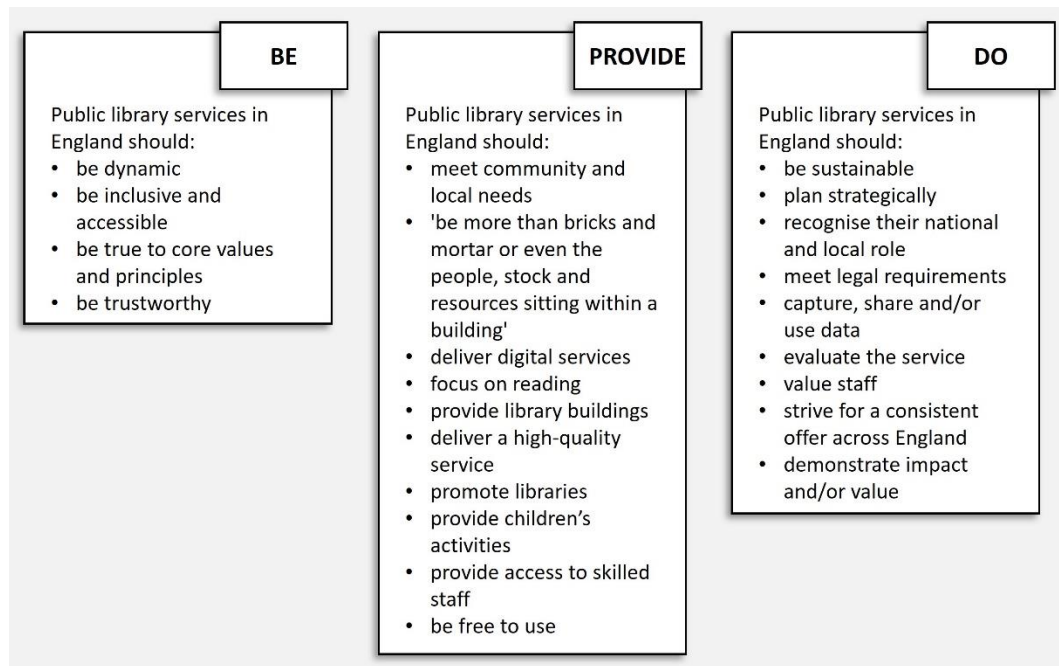 BE
Public library services in
England should:
• be dynamic
• be inclusive and
accessible
• be true to core values
and principles
• be trustworthy
PROVIDE
Public library services in
England should:
• meet community and
local needs
• 'be more than bricks and
mortar or even the
people, stock and
resources sitting within a
building'
• deliver digital services
• focus on reading
• provide library buildings
• deliver a high-quality
service
• promote libraries
• provide children’s
activities
• provide access to skilled
staff
• be free to use
DO
Public library services in
England should:
• be sustainable
• plan strategically
• recognise their national
and local role
• meet legal requirements
• capture, share and/or
use data
• evaluate the service
• value staff
• strive for a consistent
offer across England
• demonstrate impact
and/or value